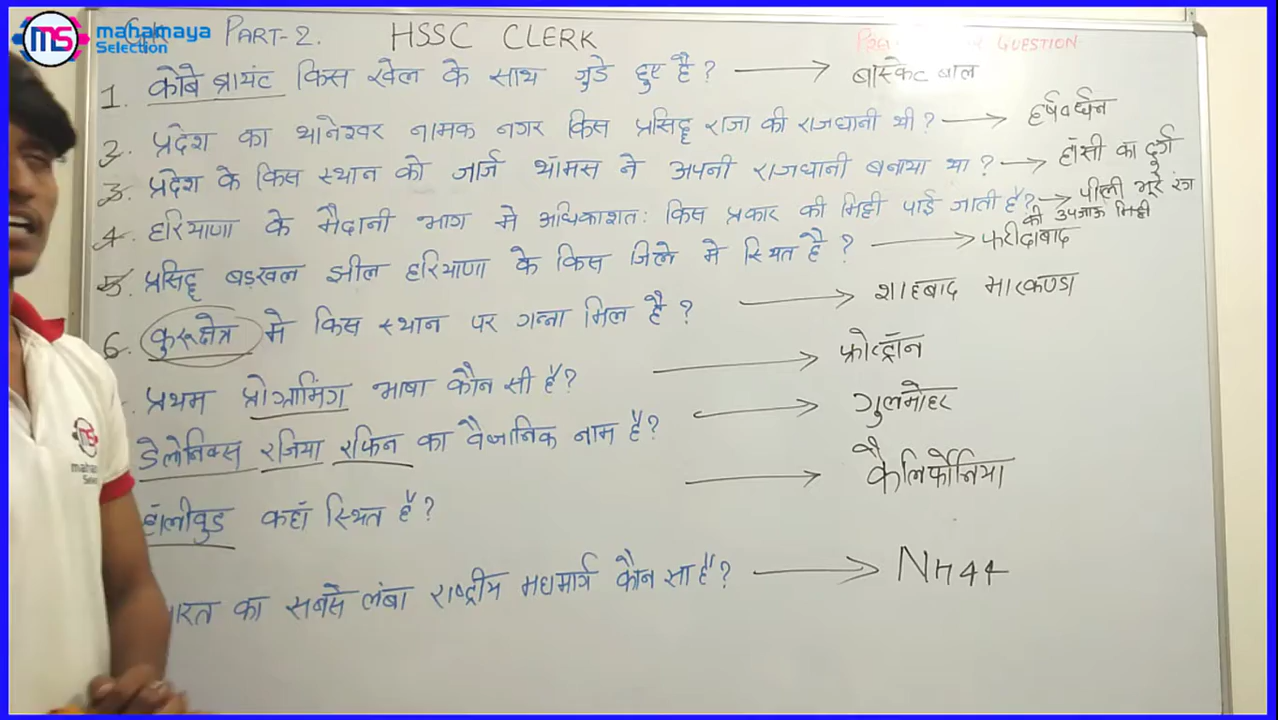 MS mahamaya Selection
PART-2. HSSC CLERK QUESTION
1. कोबे ब्रायंट किस खेल के साथ जुडे हुए है ? → बास्केट बाल
2. प्रदेश का थानेश्वर नामक नगर किस प्रसिद्द राजा की राजधानी थी ? → हर्षवर्धन
3. प्रदेश के किस स्थान को जार्ज थॉमस ने अपनी राजधानी बनाया था ? → हांसी का दुर्ग
4. हरियाणा के मैदानी भाग मे अधिकाशतः किस प्रकार की मिट्टी पाई जाती है ? → पीली भूरे रंग
की उपजाऊ मिट्टी
5. प्रसिद्द बड़खल झील हरियाणा के किस जिले मे स्थित है ? → फरीदाबाद
6. कुरूक्षेत्र मे किस स्थान पर गन्ना मिल है ? → शाहबाद मारकण्डा
प्रथम प्रोग्रामिंग भाषा कौन सी है ? → फ्रोस्ट्रॉन
डेलोनिक्स रजिया रफिन का वैज्ञानिक नाम है ? → गुलमोहर
हॉलीवुड कहाँ स्थित है ? → कैलिर्फोनिया
भारत का सबसे लंबा राष्ट्रीय मधमार्ग कौन सा है ? → NH44
MS